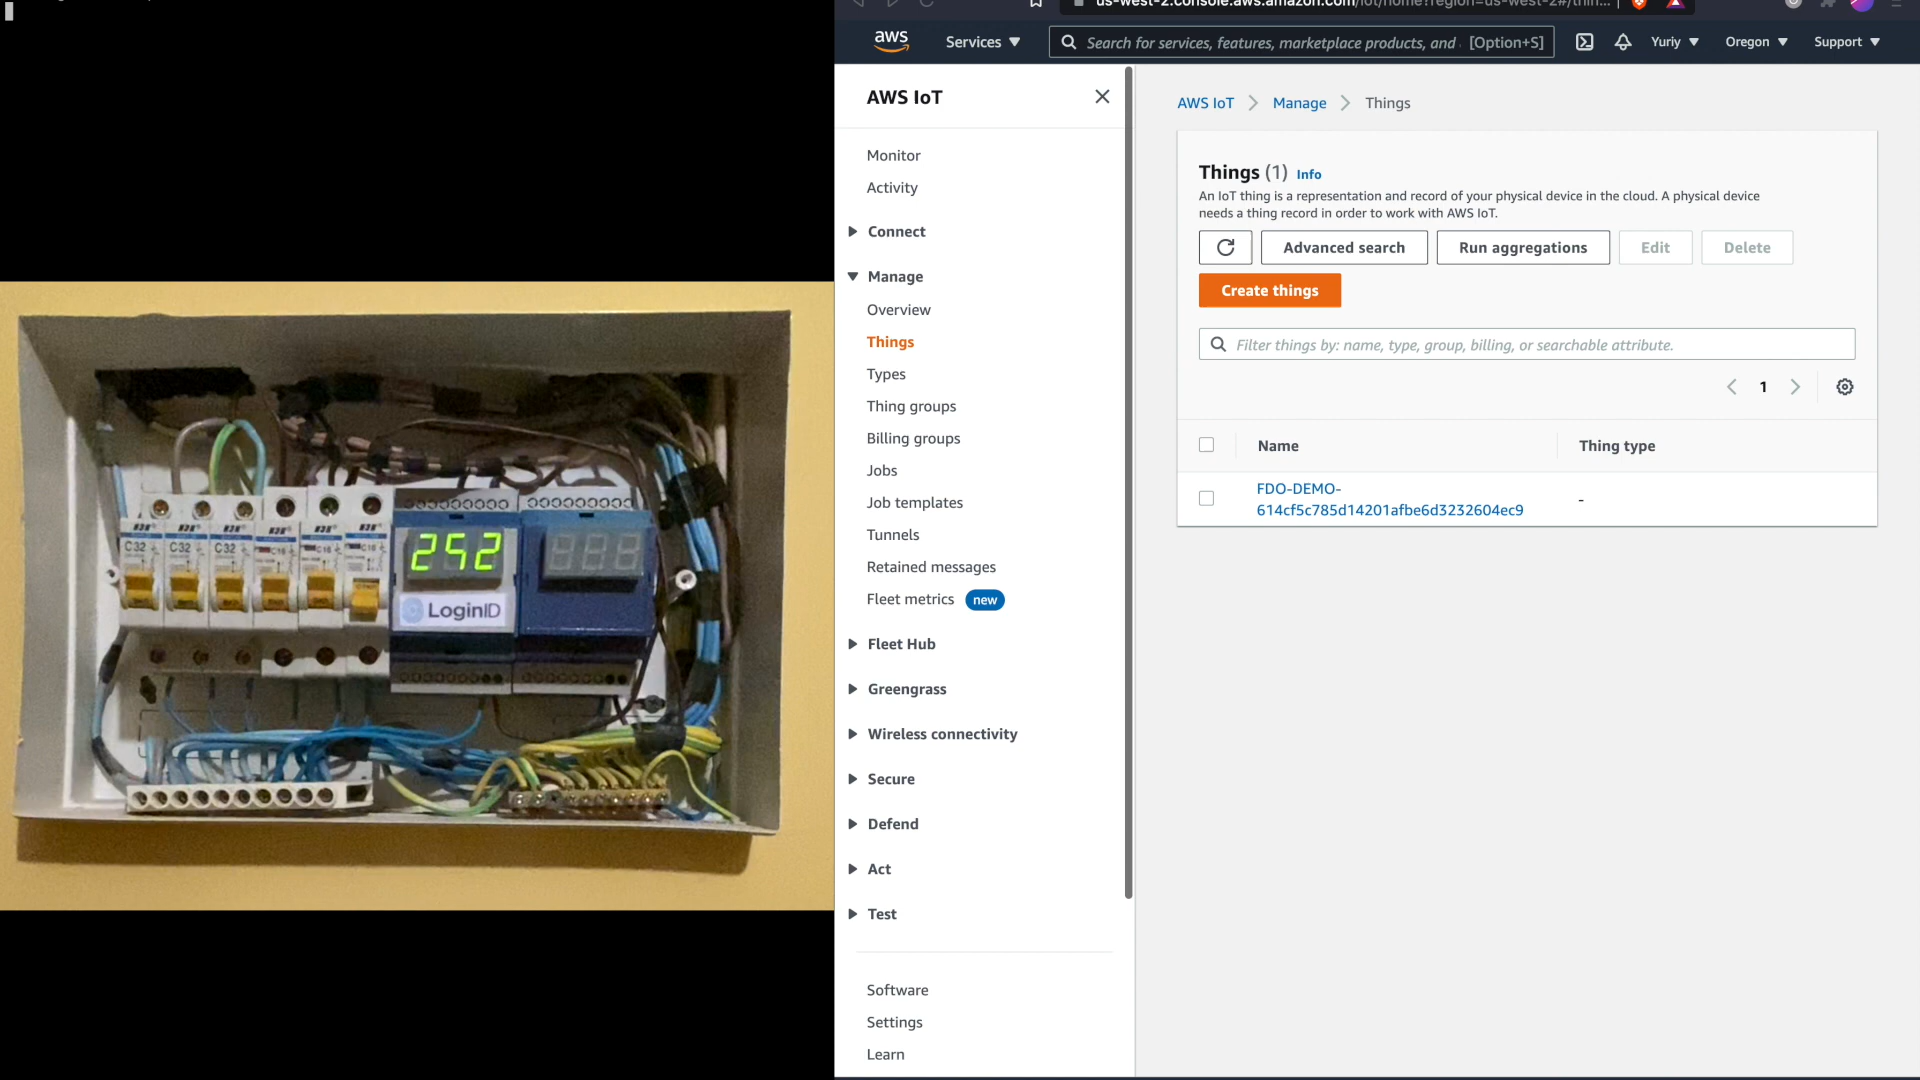 aws
Services
Search for services, features, marketplace products, and
[Option+S]
Yuriy
Oregon
Support
AWS IoT
Monitor
Activity
Connect
Manage
Overview
Things
Types
Thing groups
Billing groups
Jobs
Job templates
Tunnels
Retained messages
Fleet metrics new
Fleet Hub
Greengrass
Wireless connectivity
Secure
Defend
Act
Test
Software
Settings
Learn
AWS IoT
Manage
Things
Things (1) Info
An IoT thing is a representation and record of your physical device in the cloud. A physical device
needs a thing record in order to work with AWS IoT.
Advanced search
Run aggregations
Edit
Delete
Create things
Filter things by: name, type, group, billing, or searchable attribute.
1
Name
Thing type
FDO-DEMO-
614cf5c785d14201afbe6d3232604ec9
-
C32
C32
C32
C16
C16
252
LoginID